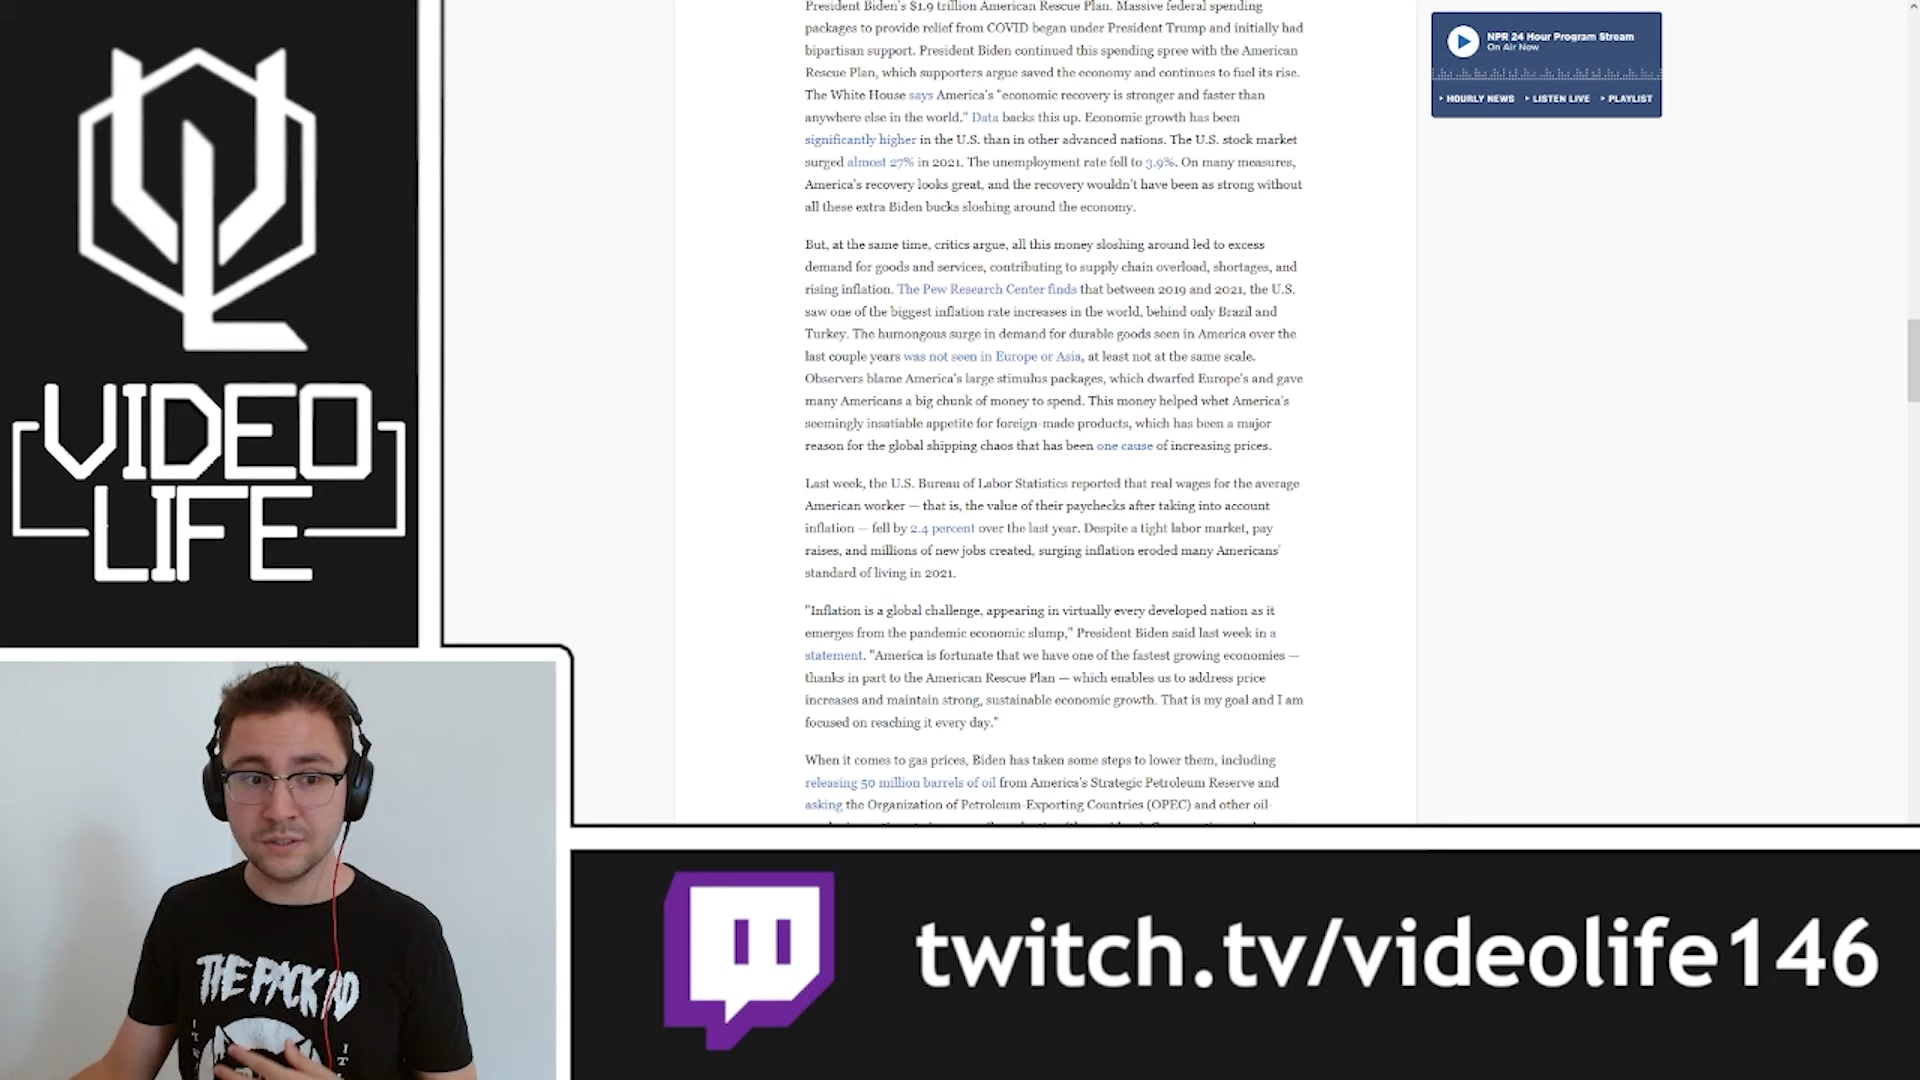 VIDEO
LIFE
President Biden's $1.9 trillion American Rescue Plan. Massive federal spending
packages to provide relief from COVID began under President Trump and initially had
bipartisan support. President Biden continued this spending spree with the American
Rescue Plan, which supporters argue saved the economy and continues to fuel its rise.
The White House says America's "economic recovery is stronger and faster than
anywhere else in the world." Data backs this up. Economic growth has been
significantly higher in the U.S. than in other advanced nations. The U.S. stock market
surged almost 27% in 2021. The unemployment rate fell to 3.9%. On many measures,
America's recovery looks great, and the recovery wouldn't have been as strong without
all these extra Biden bucks sloshing around the economy.
But, at the same time, critics argue, all this money sloshing around led to excess
demand for goods and services, contributing to supply chain overload, shortages, and
rising inflation. The Pew Research Center finds that between 2019 and 2021, the U.S.
saw one of the biggest inflation rate increases in the world, behind only Brazil and
Turkey. The humongous surge in demand for durable goods seen in America over the
last couple years was not seen in Europe or Asia, at least not at the same scale.
Observers blame America's large stimulus packages, which dwarfed Europe's and gave
many Americans a big chunk of money to spend. This money helped whet America's
seemingly insatiable appetite for foreign-made products, which has been a major
reason for the global shipping chaos that has been one cause of increasing prices.
Last week, the U.S. Bureau of Labor Statistics reported that real wages for the average
American worker — that is, the value of their paychecks after taking into account
inflation — fell by 2.4 percent over the last year. Despite a tight labor market, pay
raises, and millions of new jobs created, surging inflation eroded many Americans'
standard of living in 2021.
"Inflation is a global challenge, appearing in virtually every developed nation as it
emerges from the pandemic economic slump," President Biden said last week in a
statement. "America is fortunate that we have one of the fastest growing economies —
thanks in part to the American Rescue Plan — which enables us to address price
increases and maintain strong, sustainable economic growth. That is my goal and I am
focused on reaching it every day."
When it comes to gas prices, Biden has taken some steps to lower them, including
releasing 50 million barrels of oil from America's Strategic Petroleum Reserve and
asking the Organization of Petroleum-Exporting Countries (OPEC) and other oil-
NPR 24 Hour Program Stream
On Air Now
HOURLY NEWS LISTEN LIVE PLAYLIST
THE PACK AD
twitch.tv/videolife146